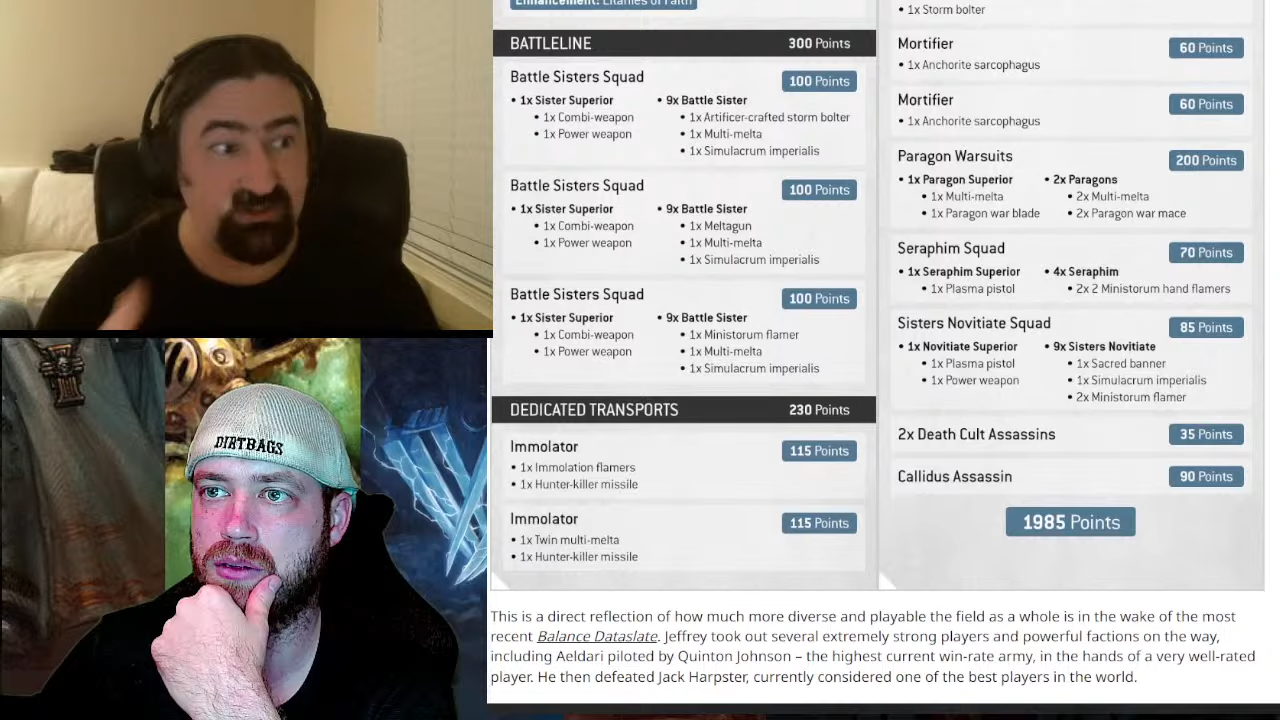 Enhancement: Litanies of Faith
BATTLELINE 300 Points
Battle Sisters Squad 100 Points
• 1x Sister Superior • 9x Battle Sister
• 1x Combi-weapon • 1x Artificer-crafted storm bolter
• 1x Power weapon • 1x Multi-melta
• 1x Simulacrum imperialis
Battle Sisters Squad 100 Points
• 1x Sister Superior • 9x Battle Sister
• 1x Combi-weapon • 1x Meltagun
• 1x Power weapon • 1x Multi-melta
• 1x Simulacrum imperialis
Battle Sisters Squad 100 Points
• 1x Sister Superior • 9x Battle Sister
• 1x Combi-weapon • 1x Ministorum flamer
• 1x Power weapon • 1x Multi-melta
• 1x Simulacrum imperialis
DEDICATED TRANSPORTS 230 Points
Immolator 115 Points
• 1x Immolation flamers
• 1x Hunter-killer missile
Immolator 115 Points
• 1x Twin multi-melta
• 1x Hunter-killer missile
• 1x Storm bolter
Mortifier 60 Points
• 1x Anchorite sarcophagus
Mortifier 60 Points
• 1x Anchorite sarcophagus
Paragon Warsuits 200 Points
• 1x Paragon Superior • 2x Paragons
• 1x Multi-melta • 2x Multi-melta
• 1x Paragon war blade • 2x Paragon war mace
Seraphim Squad 70 Points
• 1x Seraphim Superior • 4x Seraphim
• 1x Plasma pistol • 2x 2 Ministorum hand flamers
Sisters Novitiate Squad 85 Points
• 1x Novitiate Superior • 9x Sisters Novitiate
• 1x Plasma pistol • 1x Sacred banner
• 1x Power weapon • 1x Simulacrum imperialis
• 2x Ministorum flamer
2x Death Cult Assassins 35 Points
Callidus Assassin 90 Points
1985 Points
This is a direct reflection of how much more diverse and playable the field as a whole is in the wake of the most
recent Balance Dataslate. Jeffrey took out several extremely strong players and powerful factions on the way,
including Aeldari piloted by Quinton Johnson – the highest current win-rate army, in the hands of a very well-rated
player. He then defeated Jack Harpster, currently considered one of the best players in the world.
DIRTBAGS